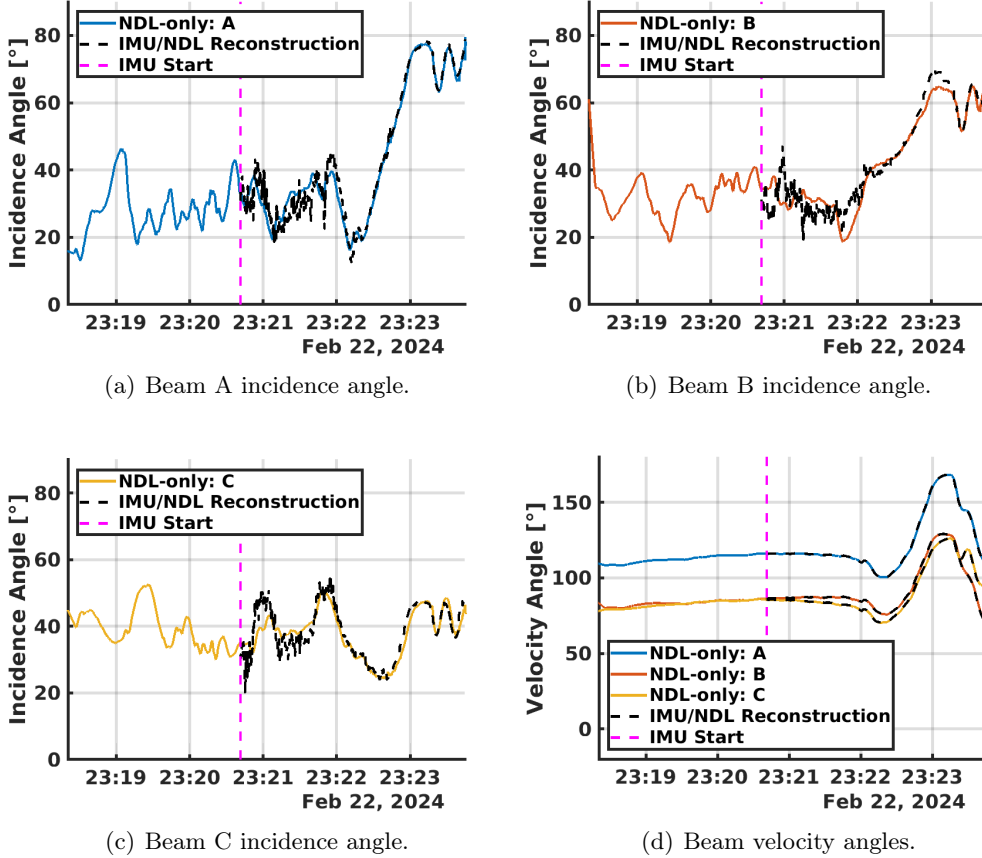 NDL-only: A
IMU/NDL Reconstruction
IMU Start
Incidence Angle [°]
80
60
40
20
0
23:19 23:20 23:21 23:22 23:23
Feb 22, 2024
(a) Beam A incidence angle.
NDL-only: B
IMU/NDL Reconstruction
IMU Start
Incidence Angle [°]
80
60
40
20
0
23:19 23:20 23:21 23:22 23:23
Feb 22, 2024
(b) Beam B incidence angle.
NDL-only: C
IMU/NDL Reconstruction
IMU Start
Incidence Angle [°]
80
60
40
20
0
23:19 23:20 23:21 23:22 23:23
Feb 22, 2024
(c) Beam C incidence angle.
Velocity Angle [°]
150
100
50
0
NDL-only: A
NDL-only: B
NDL-only: C
IMU/NDL Reconstruction
IMU Start
23:19 23:20 23:21 23:22 23:23
Feb 22, 2024
(d) Beam velocity angles.